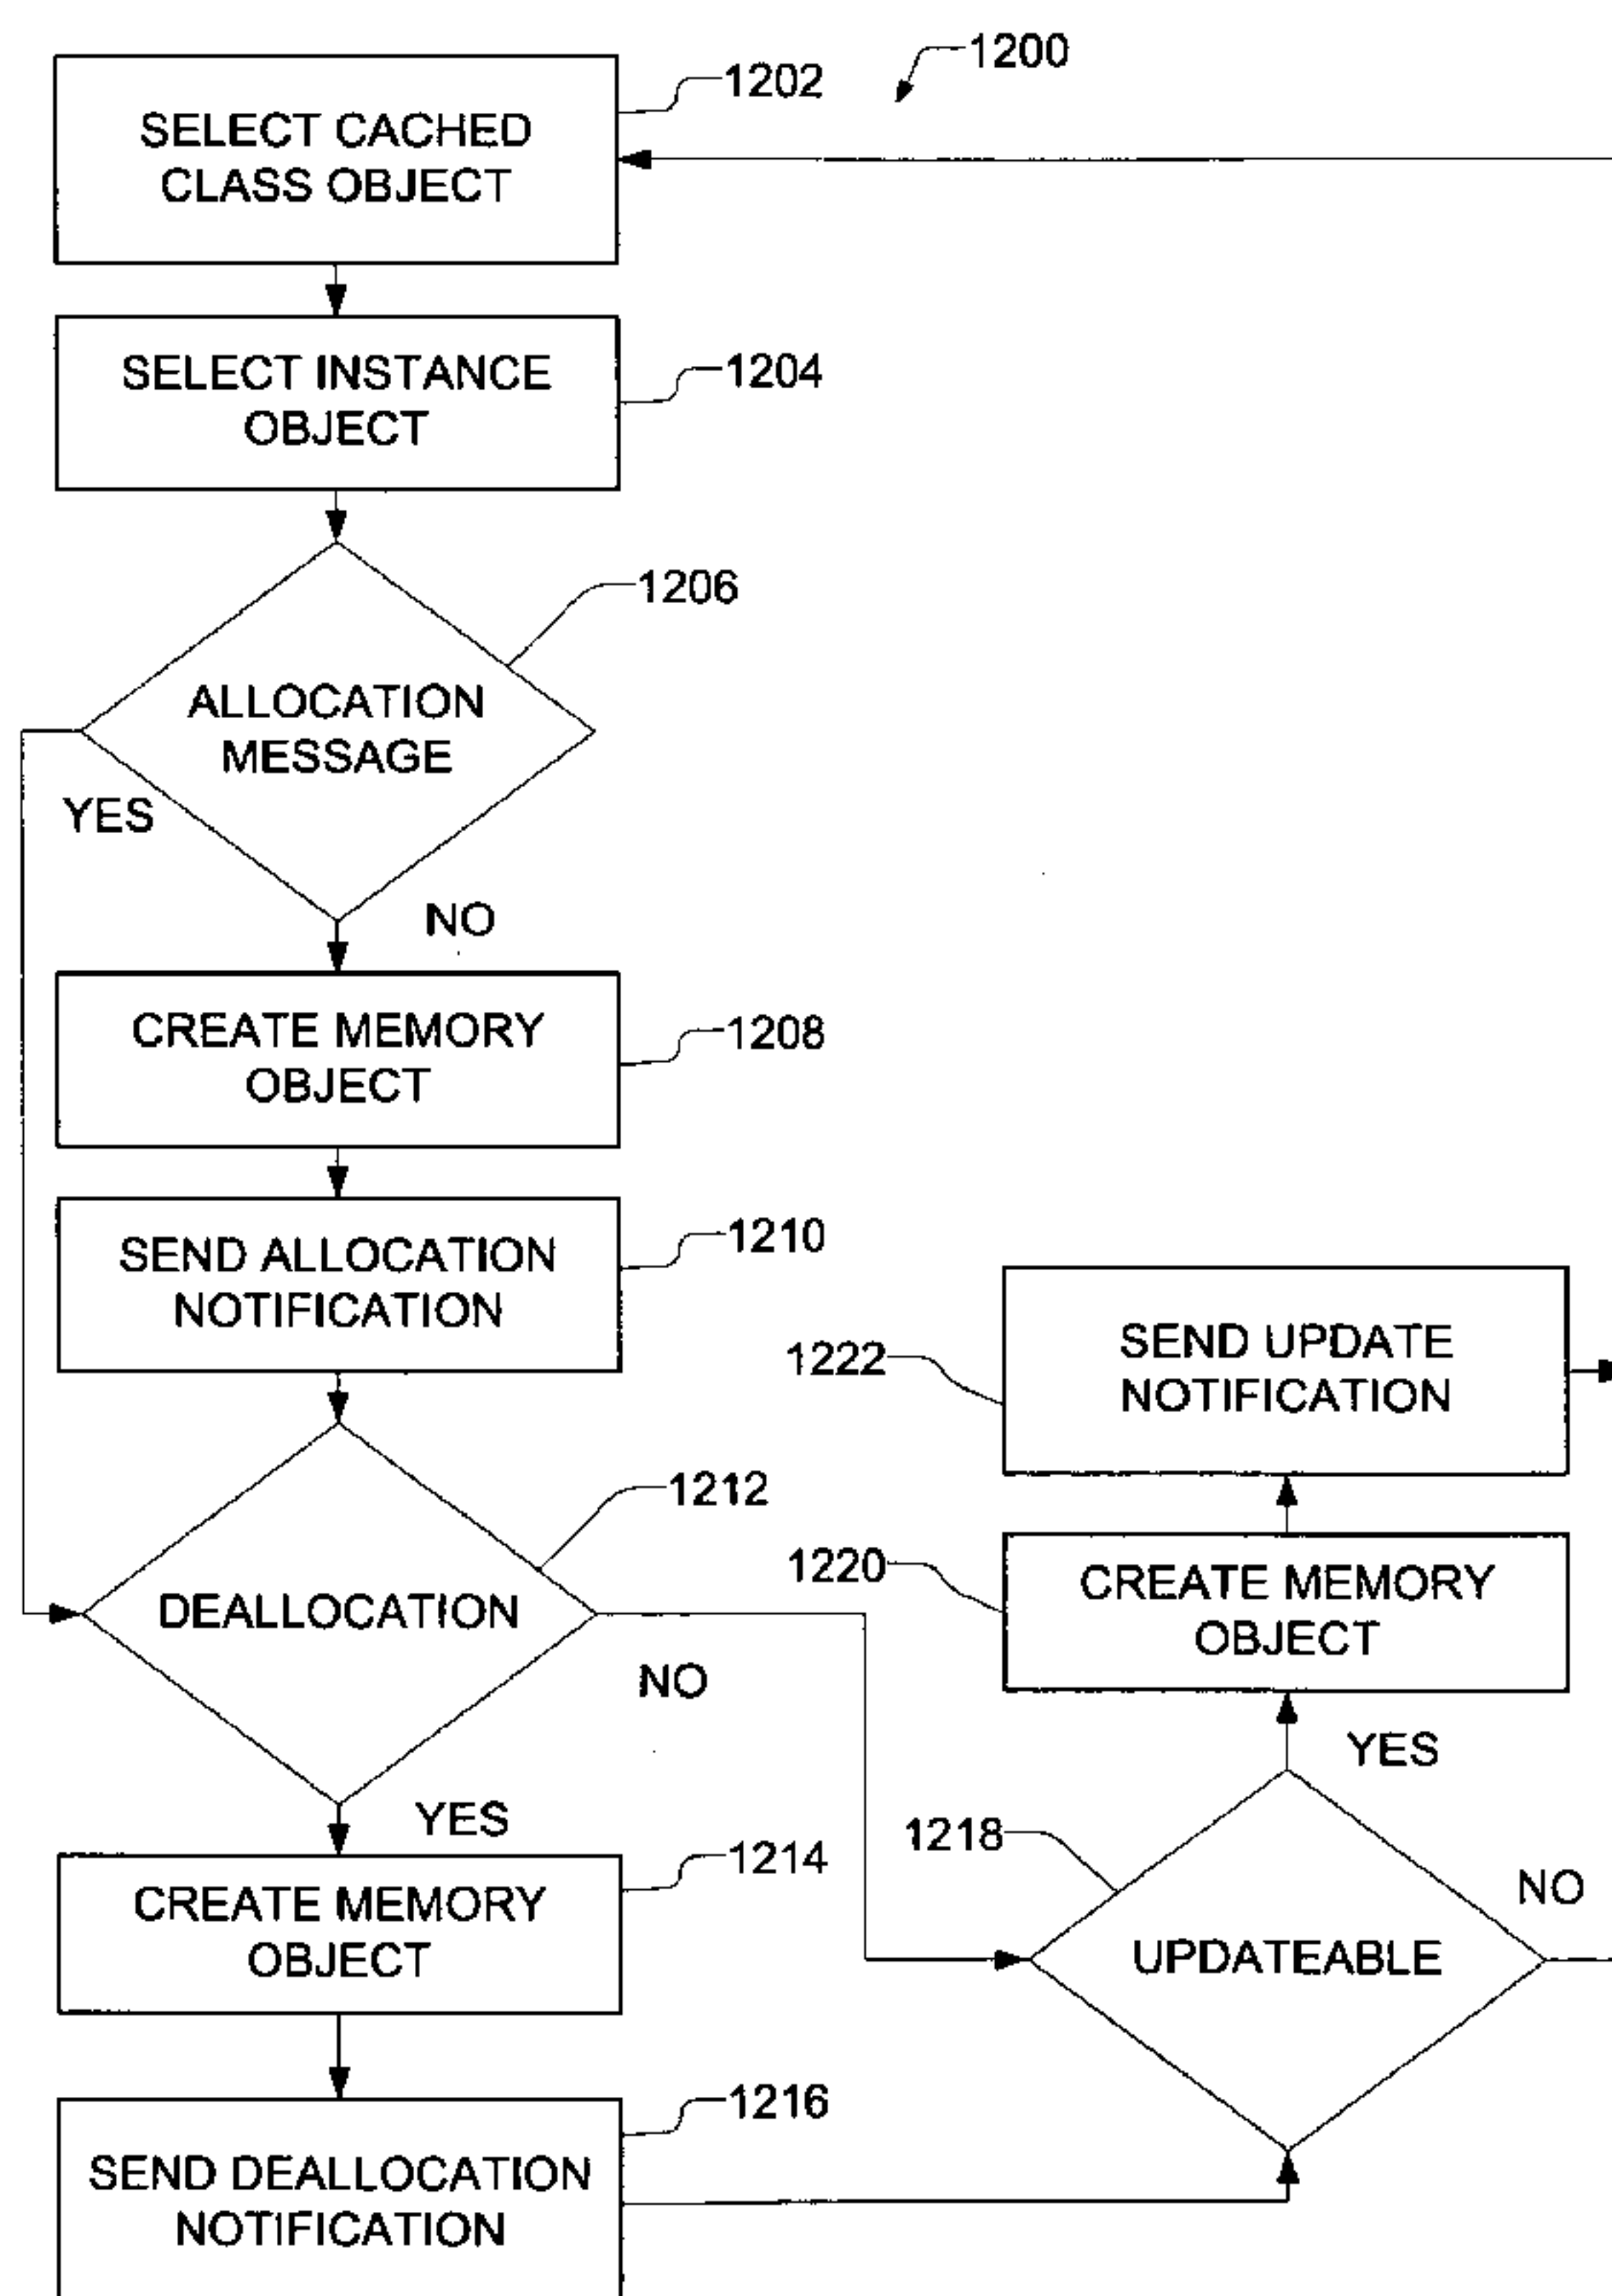 1200
1202
SELECT CACHED
CLASS OBJECT
1204
SELECT INSTANCE
OBJECT
1206
ALLOCATION
MESSAGE
YES
NO
1208
CREATE MEMORY
OBJECT
1210
SEND ALLOCATION
NOTIFICATION
1212
DEALLOCATION
NO
YES
1214
CREATE MEMORY
OBJECT
1216
SEND DEALLOCATION
NOTIFICATION
1222
SEND UPDATE
NOTIFICATION
1220
CREATE MEMORY
OBJECT
YES
1218
NO
UPDATEABLE